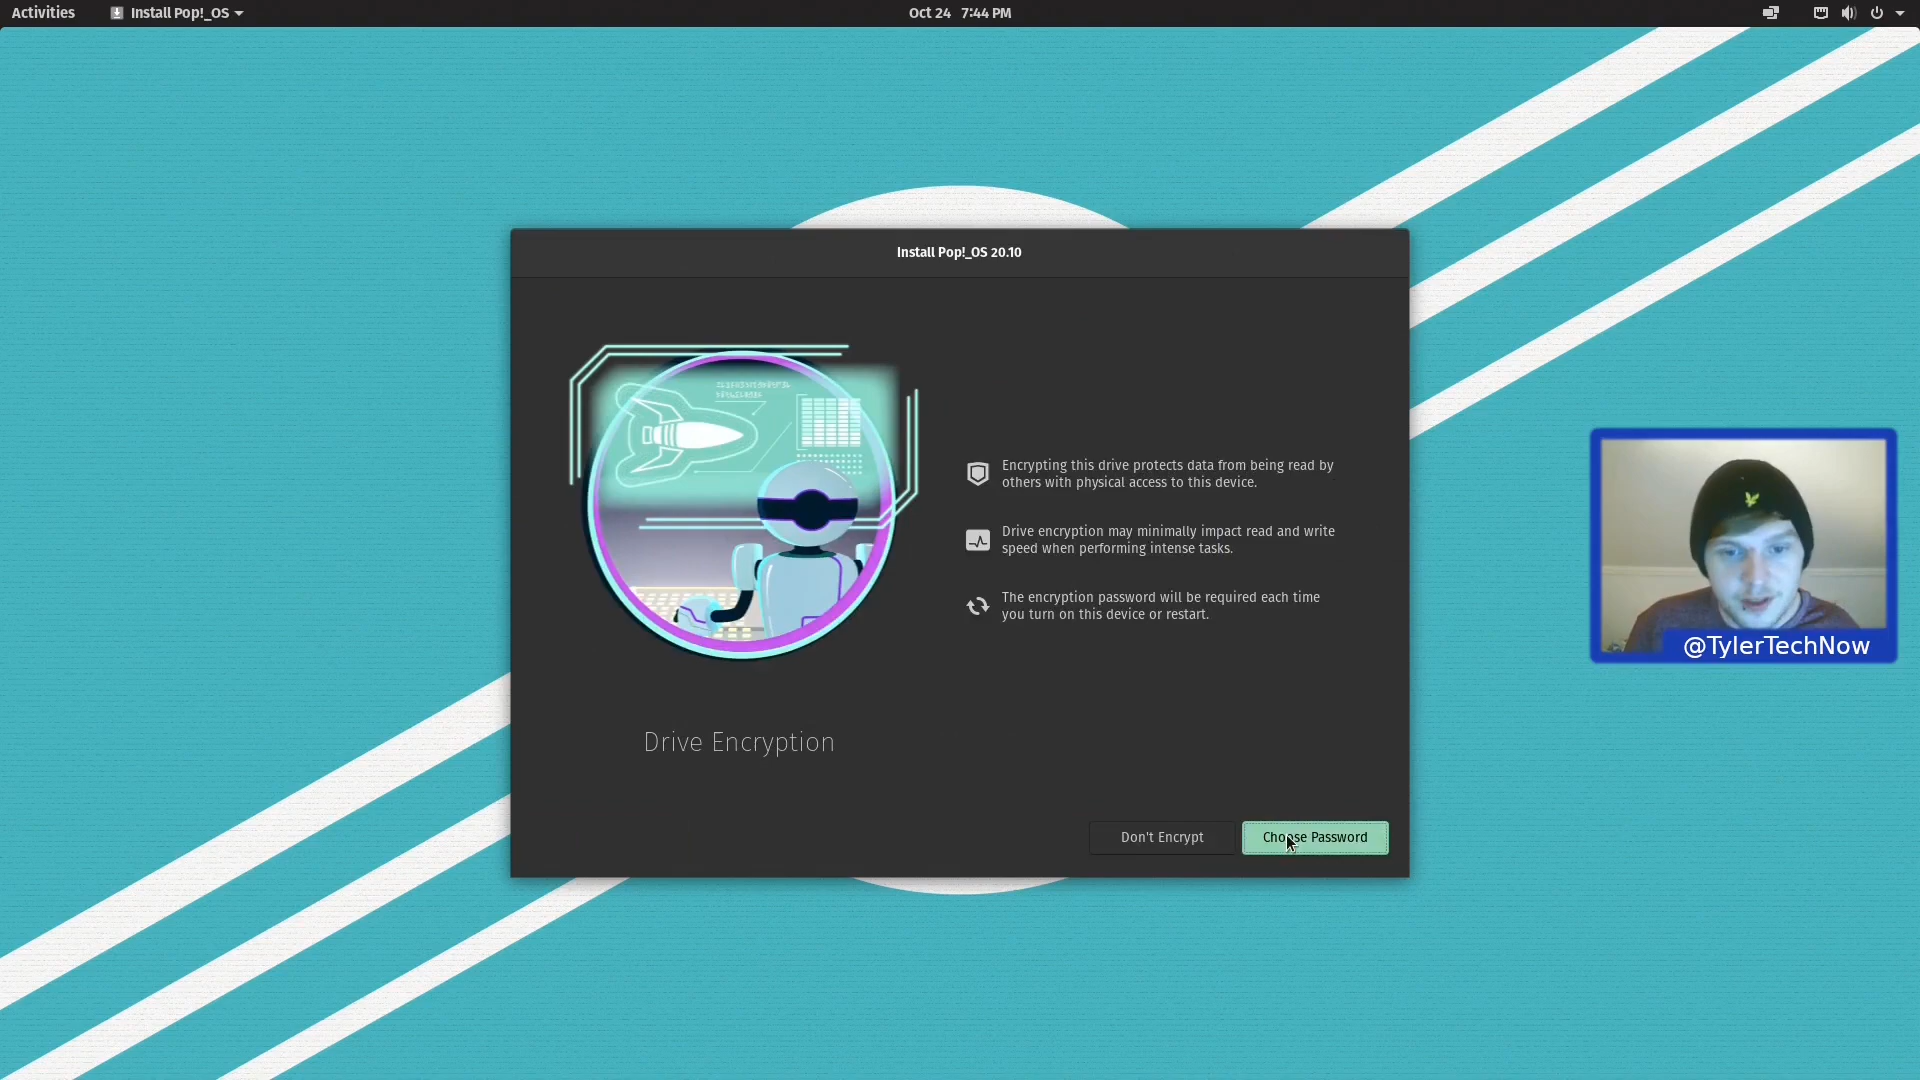 Activities
Install Pop!_OS
Oct 24 7:44 PM
Install Pop!_OS 20.10
Encrypting this drive protects data from being read by
others with physical access to this device.
Drive encryption may minimally impact read and write
speed when performing intense tasks.
The encryption password will be required each time
you turn on this device or restart.
Drive Encryption
Don't Encrypt
Choose Password
@TylerTechNow